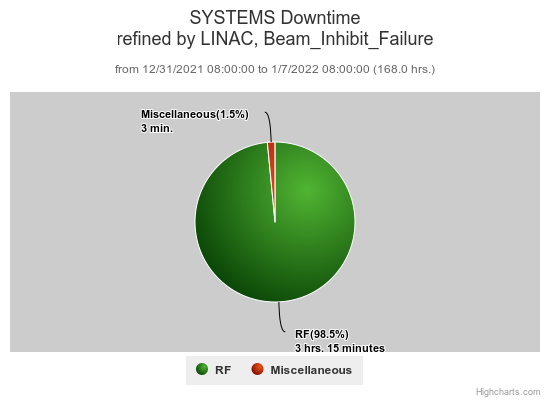 SYSTEMS Downtime
refined by LINAC, Beam_Inhibit_Failure
from 12/31/2021 08:00:00 to 1/7/2022 08:00:00 (168.0 hrs.)
Miscellaneous(1.5%)
3 min.
RF(98.5%)
3 hrs. 15 minutes
RF
Miscellaneous
Highcharts.com